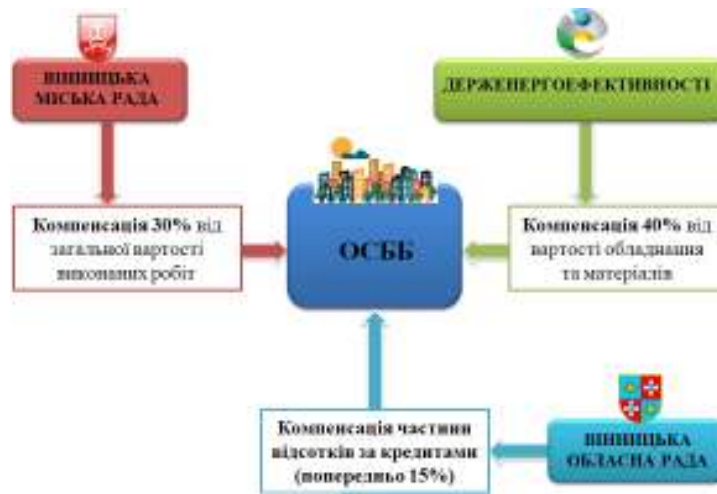 ВІННИЦЬКА
МІСЬКА РАДА
ДЕРЖЕНЕРГОЕФЕКТИВНОСТІ
Компенсація 30% від
загальної вартості
виконаних робіт
ОСББ
Компенсація 40% від
вартості обладнання
та матеріалів
Компенсація частини
відсотків за кредитами
(попередньо 15%)
ВІННИЦЬКА
ОБЛАСНА РАДА